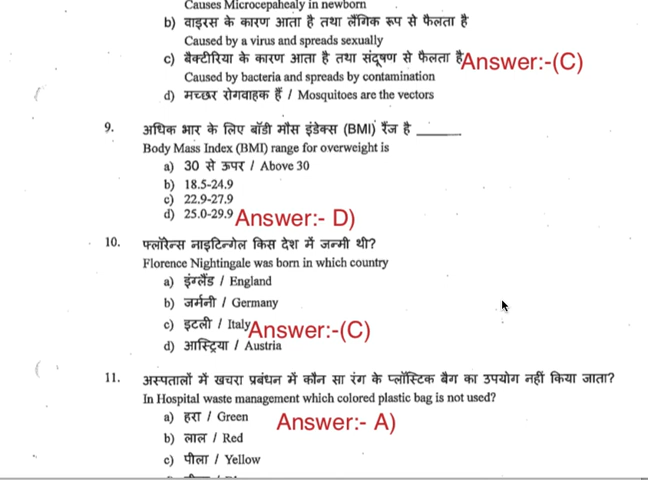 Causes Microcepahealy in newborn
b) वाइरस के कारण आता है तथा लैंगिक रूप से फैलता है
Caused by a virus and spreads sexually
c) बैक्टीरिया के कारण आता है तथा संदूषण से फैलता है Answer:-(C)
Caused by bacteria and spreads by contamination
d) मच्छर रोगवाहक हैं / Mosquitoes are the vectors
9. अधिक भार के लिए बॉडी मौस इंडेक्स (BMI) रैंज है ______
Body Mass Index (BMI) range for overweight is
a) 30 से ऊपर / Above 30
b) 18.5-24.9
c) 22.9-27.9
d) 25.0-29.9 Answer:- D)
10. फ्लॉरेन्स नाइटिन्गेल किस देश में जन्मी थी?
Florence Nightingale was born in which country
a) इंग्लैंड / England
b) जर्मनी / Germany
c) इटली / Italy Answer:-(C)
d) आस्ट्रिया / Austria
11. अस्पतालों में खचरा प्रबंधन में कौन सा रंग के प्लॉस्टिक बैग का उपयोग नहीं किया जाता?
In Hospital waste management which colored plastic bag is not used?
a) हरा / Green Answer:- A)
b) लाल / Red
c) पीला / Yellow